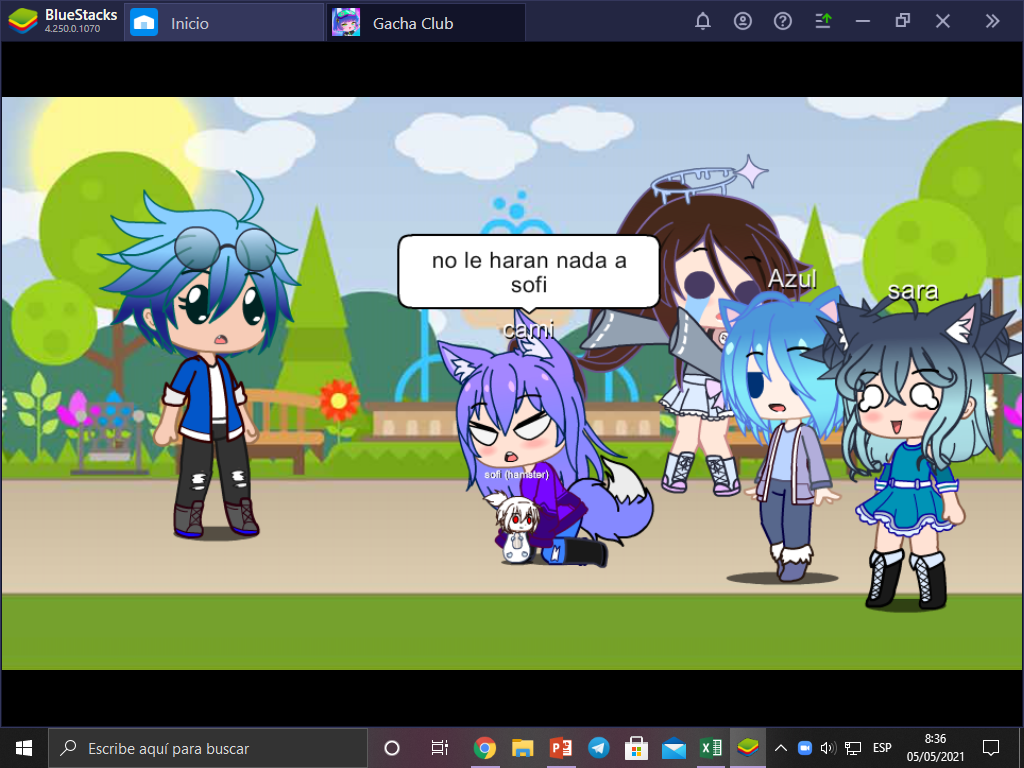 BlueStacks
4.250.0.1070
Inicio
Gacha Club
no le haran nada a
sofi
cami
Azul
sara
sofi (hamster)
Escribe aquí para buscar
ESP
8:36
05/05/2021